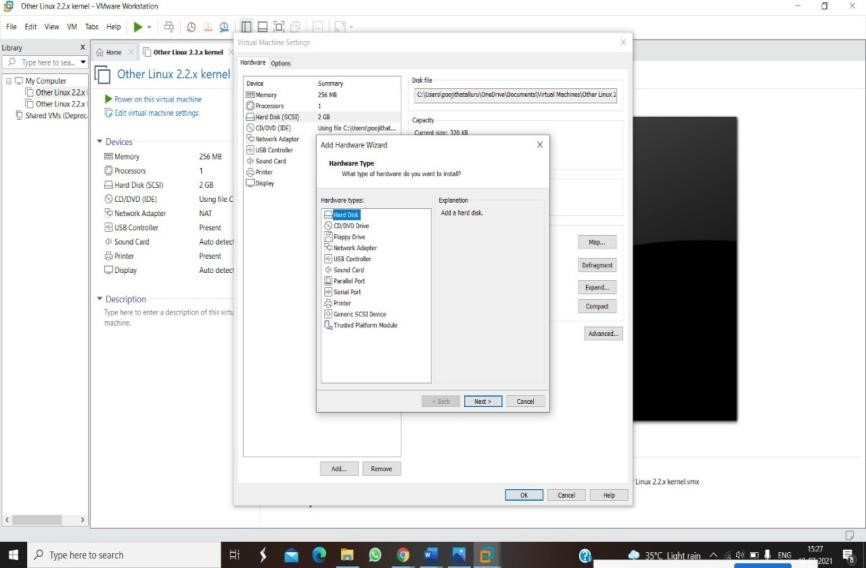 Other Linux 2.2.x kernel - VMware Workstation
File Edit View VM Tabs Help
Library X
Type here to sea...
My Computer
Other Linux 2.2.x
Other Linux 2.2.x
Shared VMs (Deprec
Home
Other Linux 2.2.x kernel
Other Linux 2.2.x kernel
Power on this virtual machine
Edit virtual machine settings
Devices
Memory 256 MB
Processors 1
Hard Disk (SCSI) 2 GB
CD/DVD (IDE) Using file C
Network Adapter NAT
USB Controller Present
Sound Card Auto detect
Printer Present
Display Auto detect
Description
Type here to enter a description of this virtu
machine.
Virtual Machine Settings
Hardware Options
Device Summary
Memory 256 MB
Processors 1
Hard Disk (SCSI) 2 GB
CD/DVD (IDE) Using file C:\Users\poojithat...
Network Adapter
USB Controller
Sound Card
Printer
Display
Add... Remove
Disk file
C:\Users\poojithatalluru\OneDrive\Documents\Virtual Machines\Other Linux 2
Capacity
Current size: 320 KB
Map...
Defragment
Expand...
Compact
Advanced...
OK Cancel Help
Add Hardware Wizard
Hardware Type
What type of hardware do you want to install?
Hardware types:
Hard Disk
CD/DVD Drive
Floppy Drive
Network Adapter
USB Controller
Sound Card
Parallel Port
Serial Port
Printer
Generic SCSI Device
Trusted Platform Module
Explanation
Add a hard disk.
< Back Next > Cancel
Linux 2.2.x kernel.vmx
Type here to search
35°C Light rain
ENG
15:27